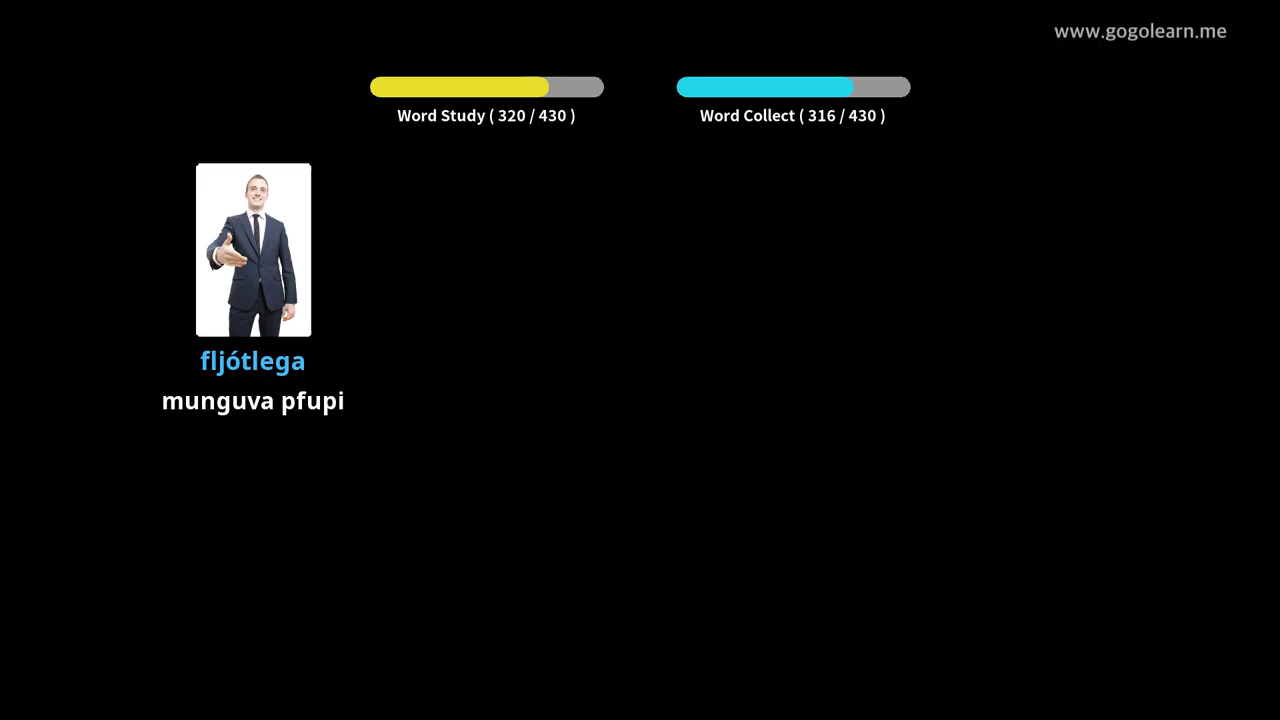 www.gogolearn.me
Word Study ( 320 / 430 )
Word Collect ( 316 / 430 )
fljótlega
munguva pfupi